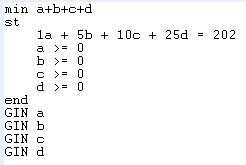 min a+b+c+d
st
1a + 5b + 10c + 25d = 202
a >= 0
b >= 0
c >= 0
d >= 0
end
GIN a
GIN b
GIN c
GIN d